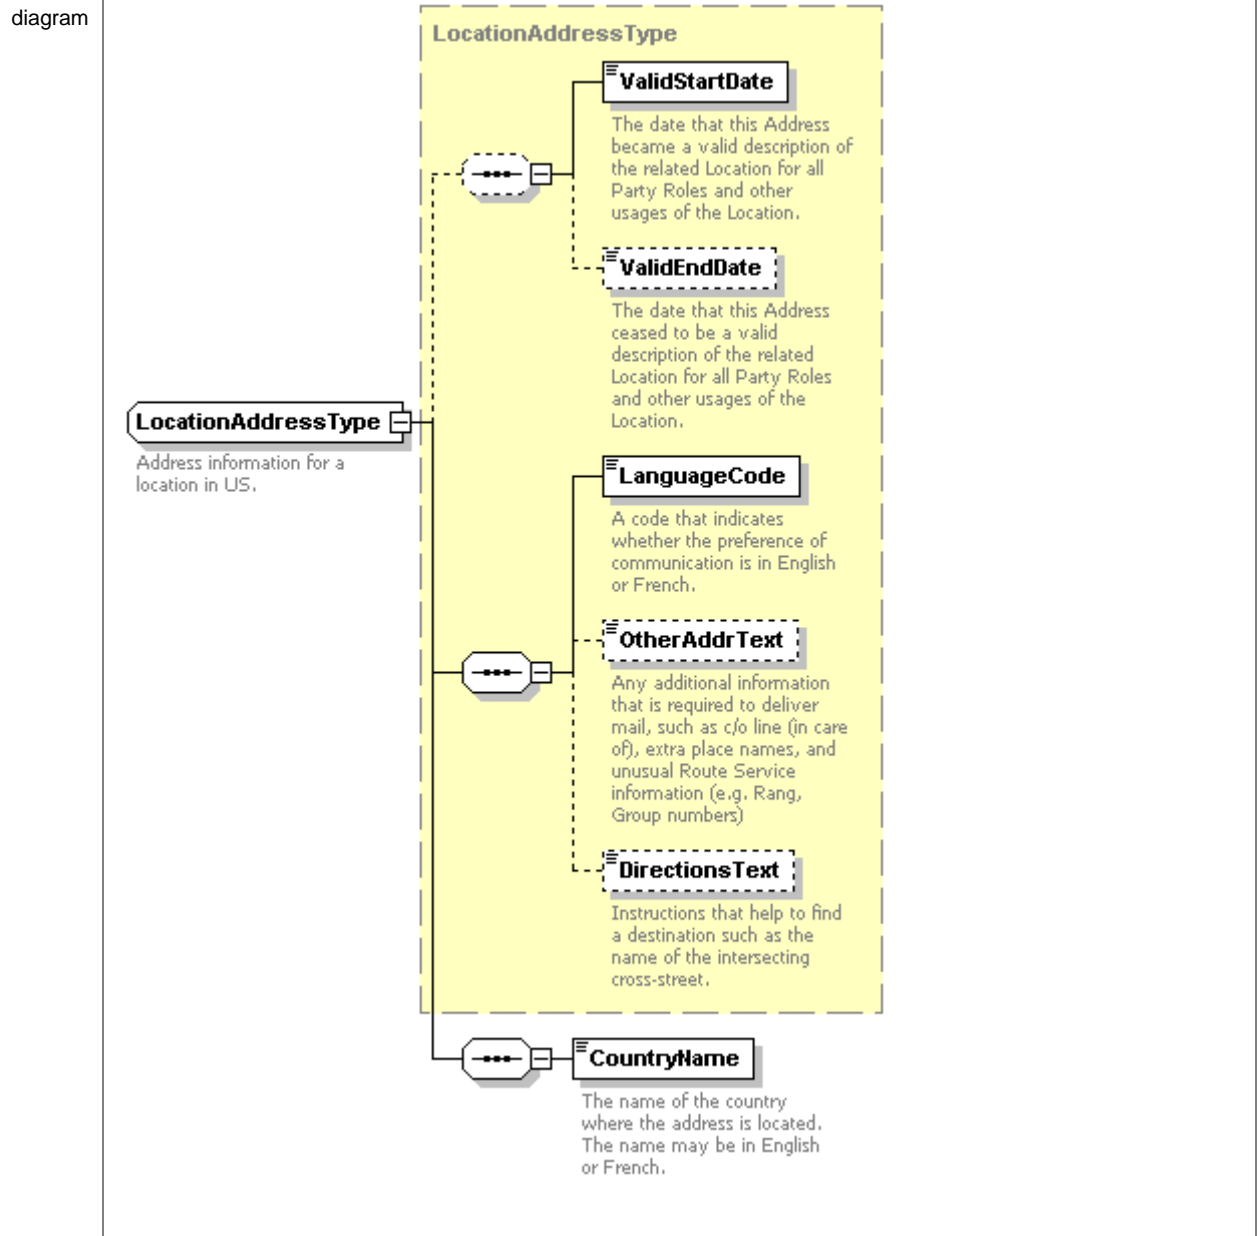 diagram
LocationAddressType
ValidStartDate
The date that this Address
became a valid description of
the related Location for all
Party Roles and other
usages of the Location.
ValidEndDate
The date that this Address
ceased to be a valid
description of the related
Location for all Party Roles
and other usages of the
Location.
LocationAddressType
Address information for a
location in US.
LanguageCode
A code that indicates
whether the preference of
communication is in English
or French.
OtherAddrText
Any additional information
that is required to deliver
mail, such as c/o line (in care
of), extra place names, and
unusual Route Service
information (e.g. Rang,
Group numbers)
DirectionsText
Instructions that help to find
a destination such as the
name of the intersecting
cross-street.
CountryName
The name of the country
where the address is located.
The name may be in English
or French.